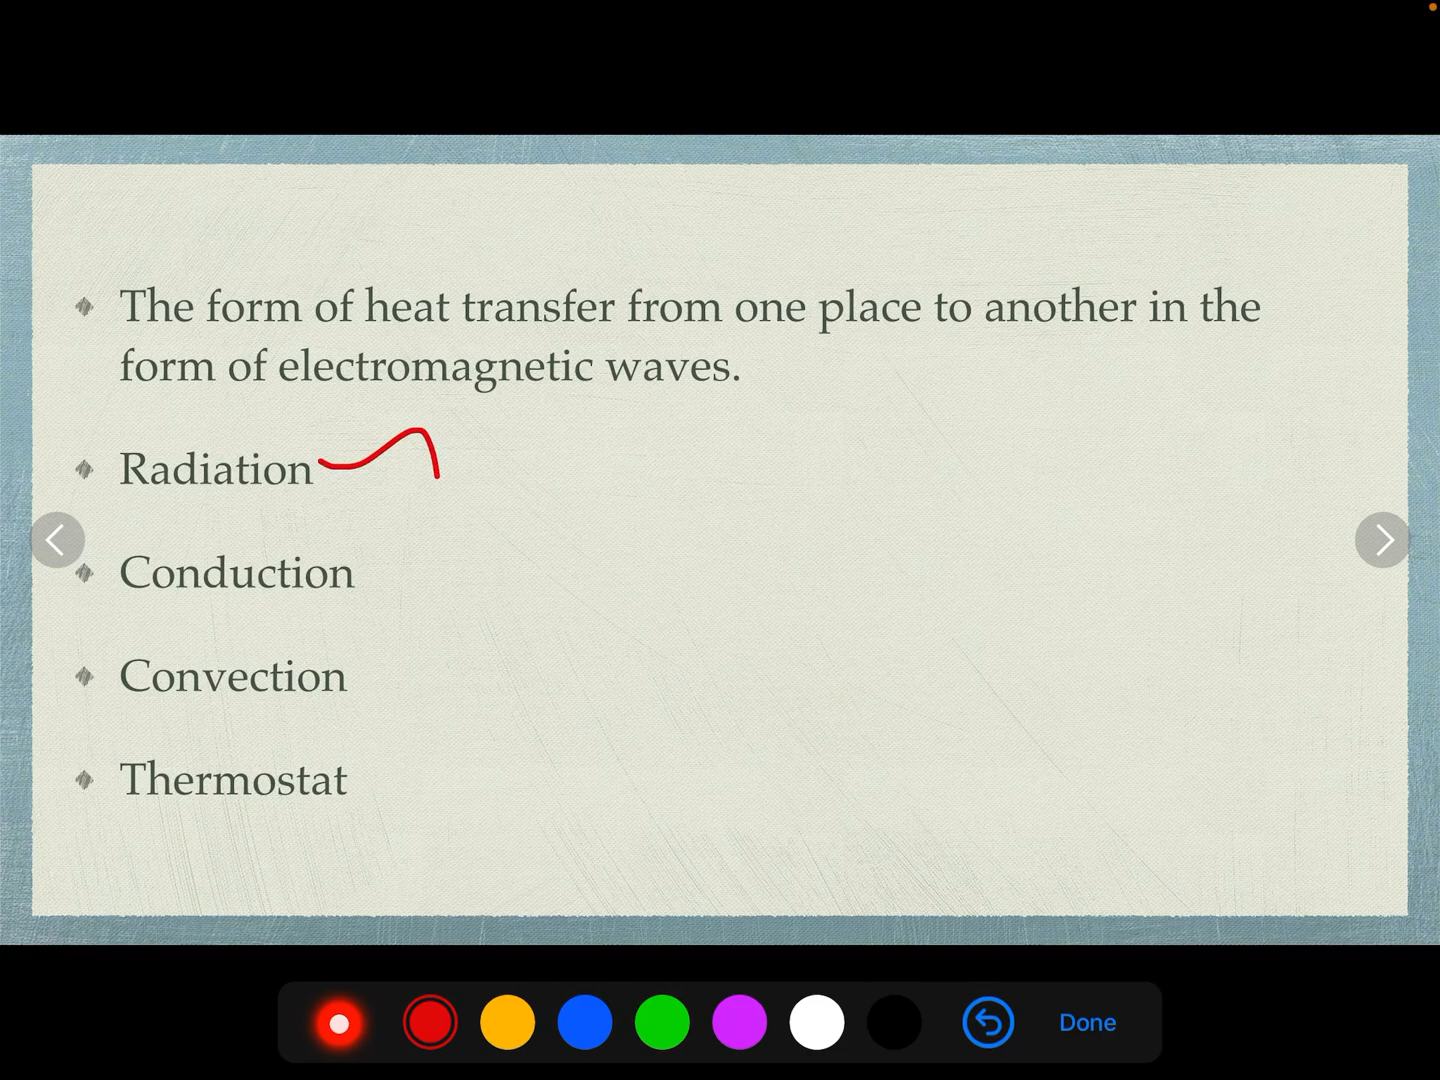 The form of heat transfer from one place to another in the
form of electromagnetic waves.
Radiation
Conduction
Convection
Thermostat
Done